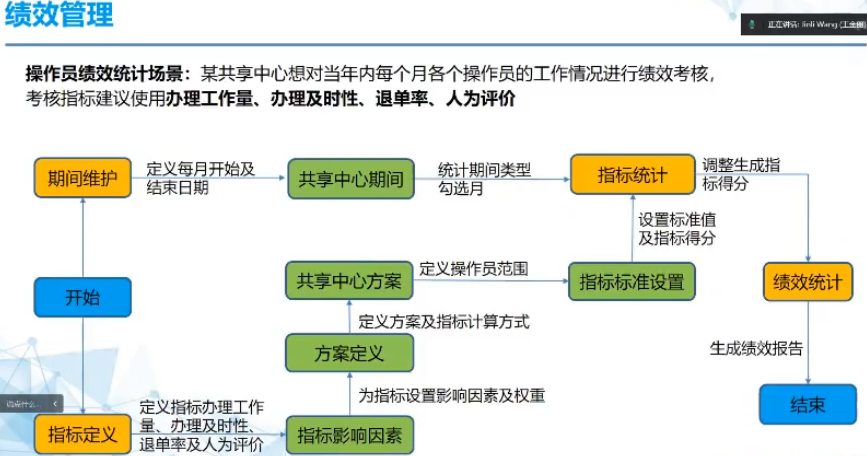 绩效管理
正在讲话: Jinli Wang (王金丽)
操作员绩效统计场景：某共享中心想对当年内每个月各个操作员的工作情况进行绩效考核，
考核指标建议使用办理工作量、办理及时性、退单率、人为评价
期间维护
定义每月开始及
结束日期
共享中心期间
统计期间类型
勾选月
指标统计
调整生成指
标得分
设置标准值
及指标得分
开始
共享中心方案
定义操作员范围
指标标准设置
绩效统计
定义方案及指标计算方式
方案定义
生成绩效报告
为指标设置影响因素及权重
说点什么...
结束
指标定义
定义指标办理工作
量、办理及时性、
退单率及人为评价
指标影响因素